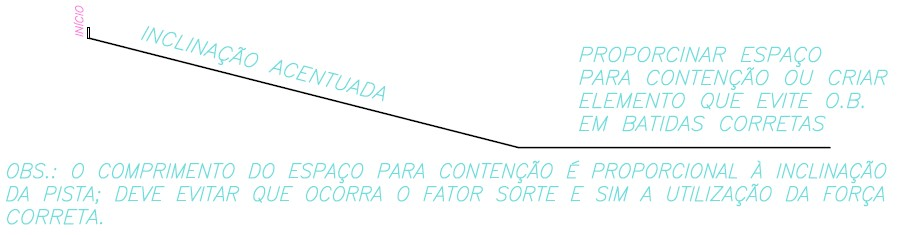 INÍCIO
INCLINAÇÃO ACENTUADA
PROPORCINAR ESPAÇO
PARA CONTENÇÃO OU CRIAR
ELEMENTO QUE EVITE O.B.
EM BATIDAS CORRETAS
OBS.: O COMPRIMENTO DO ESPAÇO PARA CONTENÇÃO É PROPORCIONAL À INCLINAÇÃO
DA PISTA; DEVE EVITAR QUE OCORRA O FATOR SORTE E SIM A UTILIZAÇÃO DA FORÇA
CORRETA.